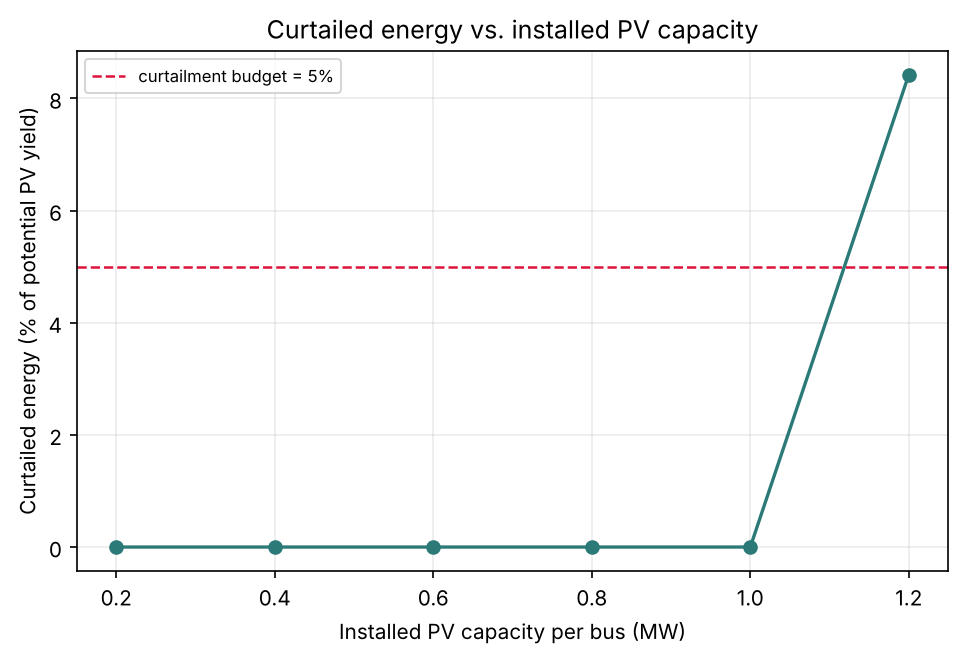 Curtailed energy vs. installed PV capacity
curtailment budget = 5%
Curtailed energy (% of potential PV yield)
8
6
4
2
0
0.2 0.4 0.6 0.8 1.0 1.2
Installed PV capacity per bus (MW)